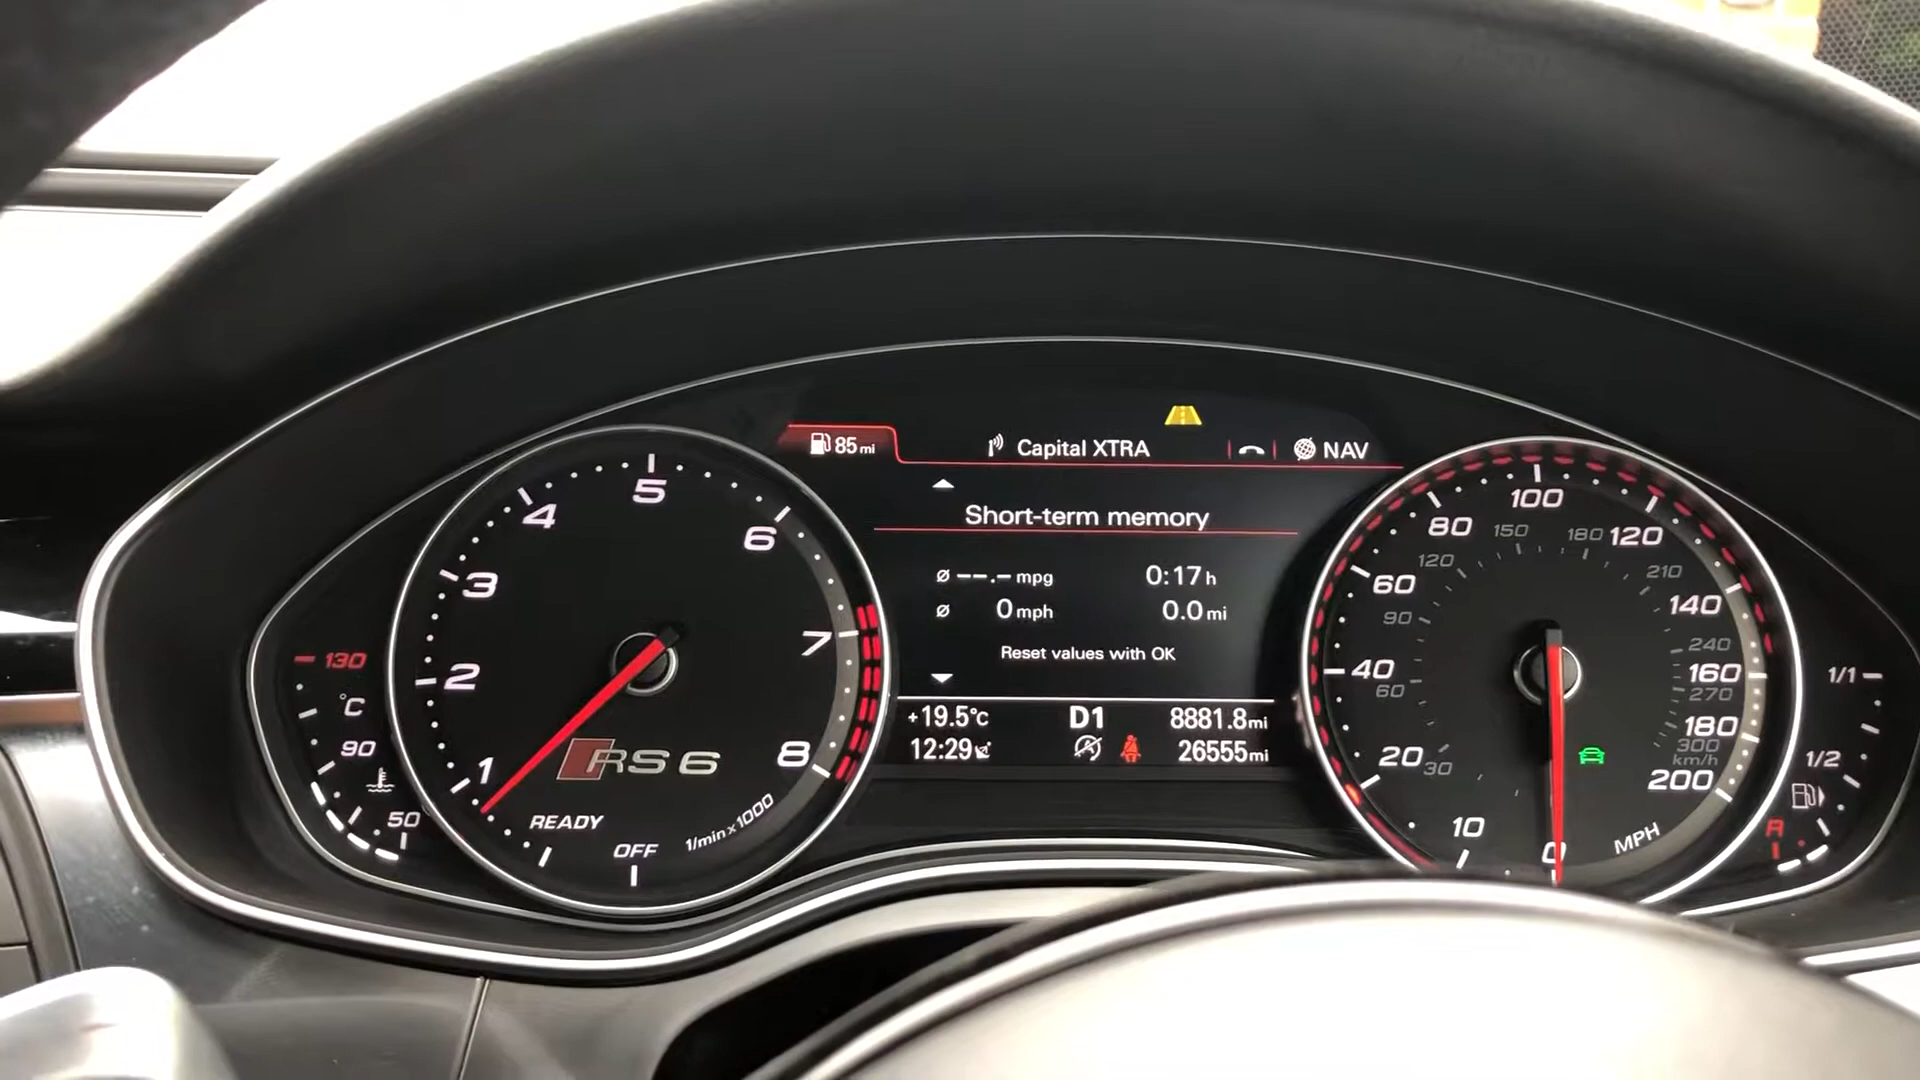 85 mi
Capital XTRA
NAV
Short-term memory
ø --.- mpg 0:17 h
ø 0 mph 0.0 mi
Reset values with OK
+19.5°C D1 8881.8 mi
12:29 26555 mi
130
°C
90
50
OFF
READY
1
2
3
4
5
6
7
8
1/min x 1000
RS 6
0
10
20
40
60
80
100
120
140
160
180
200
MPH
30
60
90
120
150
180
210
240
270
300
km/h
1/1
1/2
R